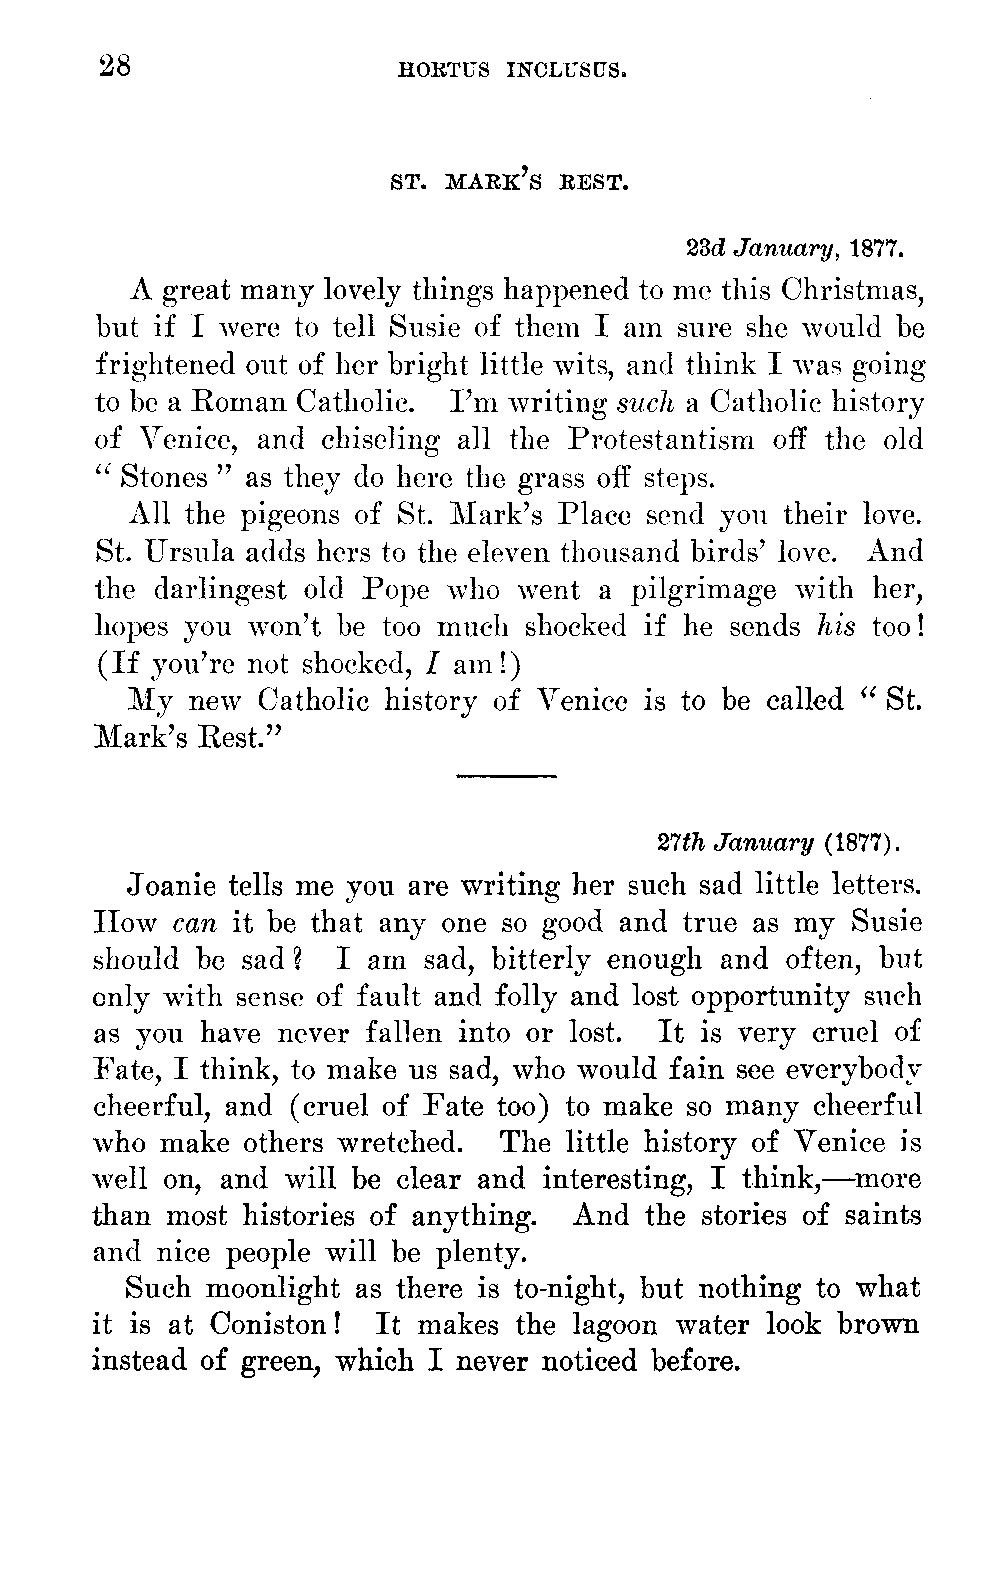 28 HORTUS INCLUSUS.
ST. MARK'S REST.
23d January, 1877.
A great many lovely things happened to me this Christmas,
but if I were to tell Susie of them I am sure she would be
frightened out of her bright little wits, and think I was going
to be a Roman Catholic. I'm writing such a Catholic history
of Venice, and chiseling all the Protestantism off the old
“Stones” as they do here the grass off steps.
All the pigeons of St. Mark's Place send you their love.
St. Ursula adds hers to the eleven thousand birds' love. And
the darlingest old Pope who went a pilgrimage with her,
hopes you won't be too much shocked if he sends his too!
(If you're not shocked, I am!)
My new Catholic history of Venice is to be called “St.
Mark's Rest.”
27th January (1877).
Joanie tells me you are writing her such sad little letters.
How can it be that any one so good and true as my Susie
should be sad? I am sad, bitterly enough and often, but
only with sense of fault and folly and lost opportunity such
as you have never fallen into or lost. It is very cruel of
Fate, I think, to make us sad, who would fain see everybody
cheerful, and (cruel of Fate too) to make so many cheerful
who make others wretched. The little history of Venice is
well on, and will be clear and interesting, I think,—more
than most histories of anything. And the stories of saints
and nice people will be plenty.
Such moonlight as there is to-night, but nothing to what
it is at Coniston! It makes the lagoon water look brown
instead of green, which I never noticed before.